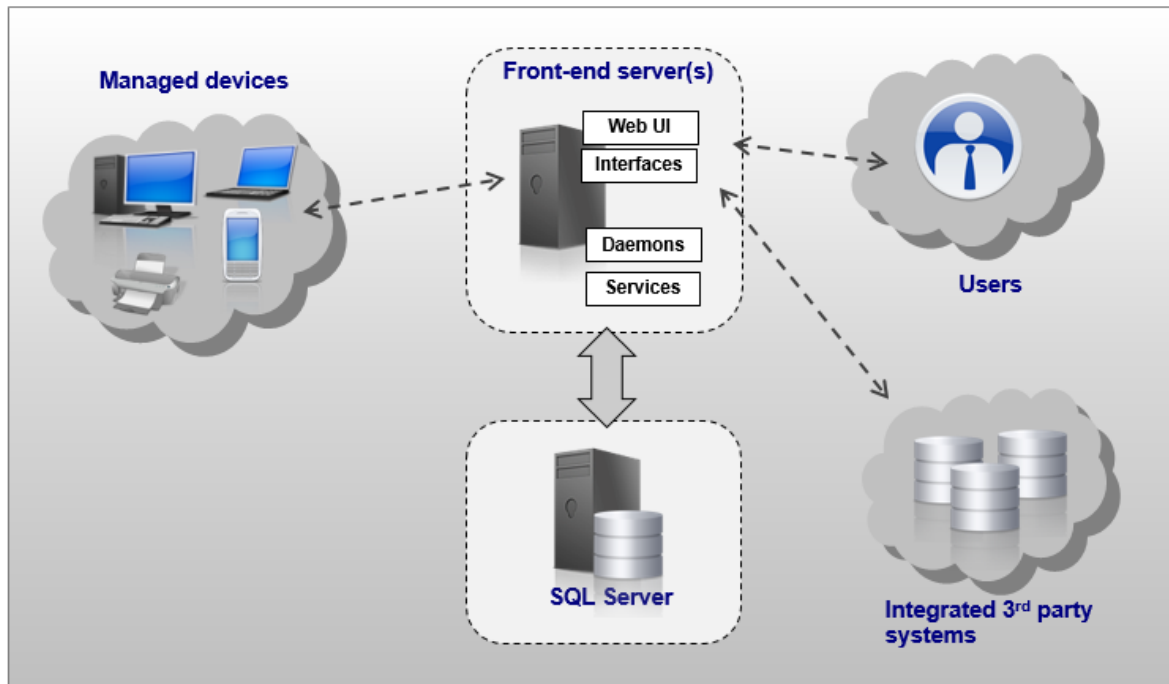 Managed devices
Front-end server(s)
Web UI
Interfaces
Daemons
Services
Users
SQL Server
Integrated 3rd party
systems